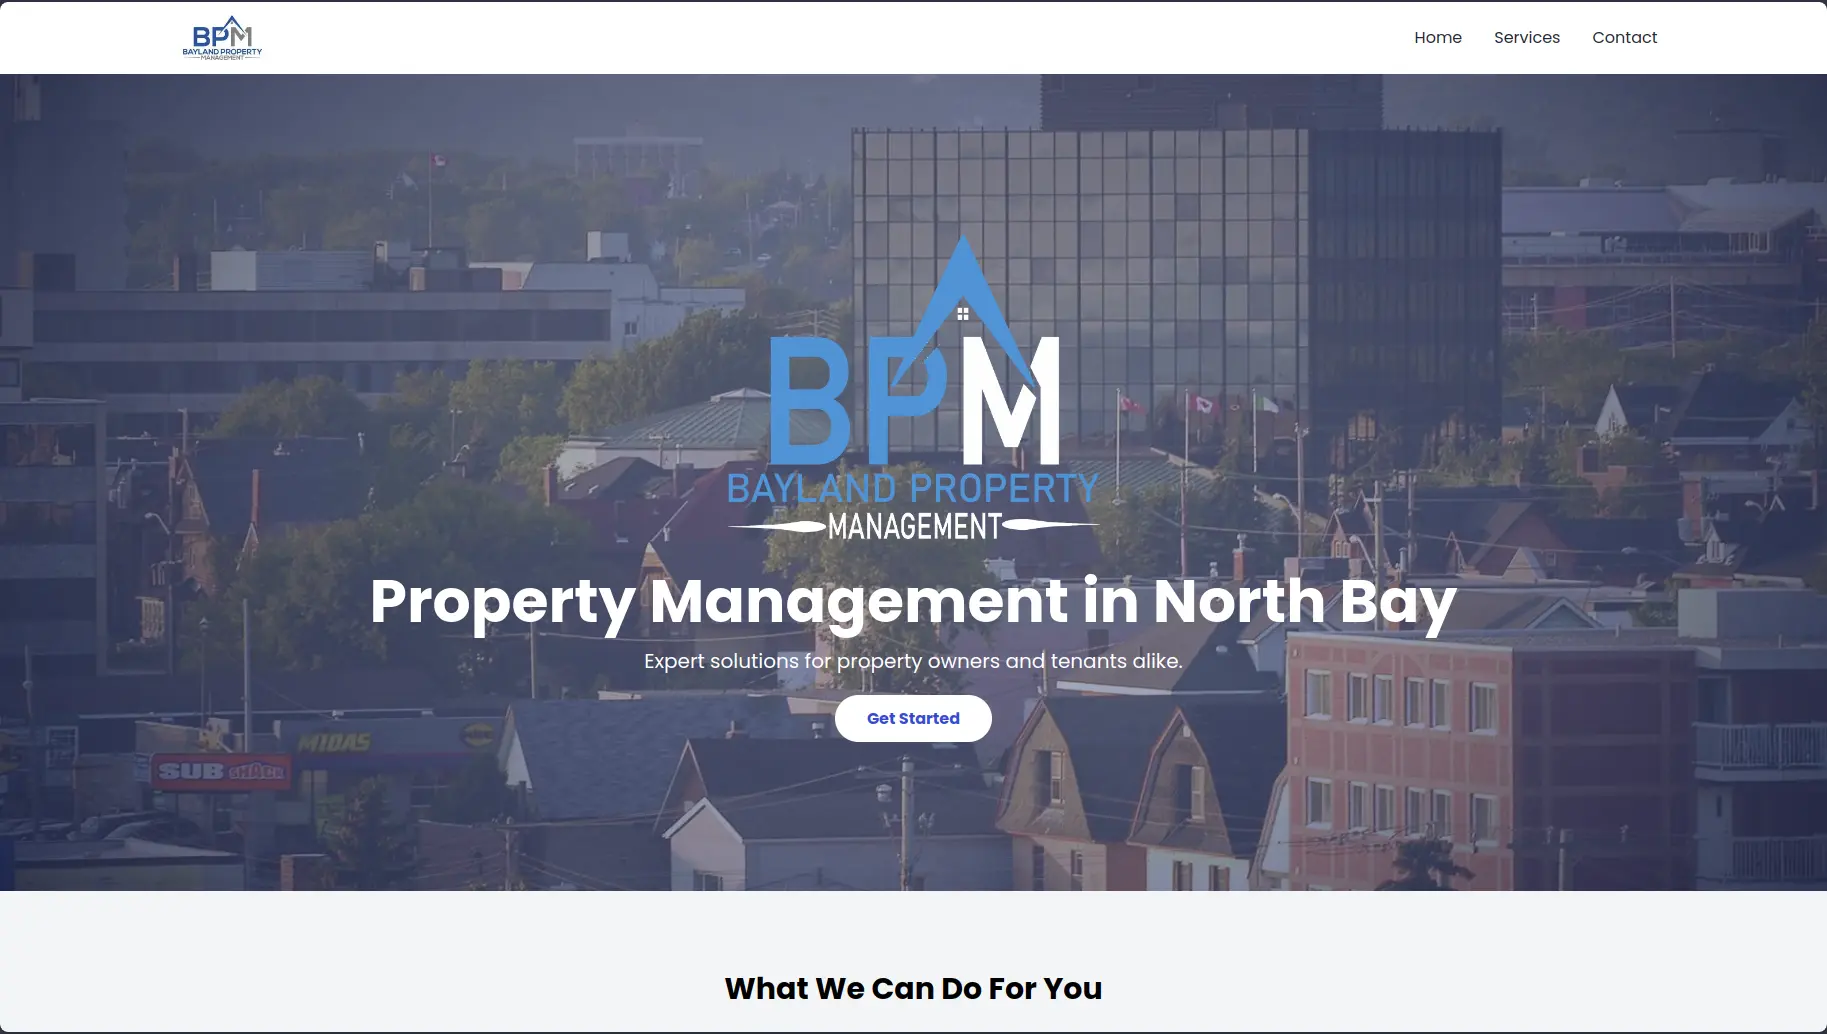 BPM
BAYLAND PROPERTY
MANAGEMENT
Home
Services
Contact
BPM
BAYLAND PROPERTY
MANAGEMENT
Property Management in North Bay
Expert solutions for property owners and tenants alike.
Get Started
MIDAS
SUB SHACK
What We Can Do For You